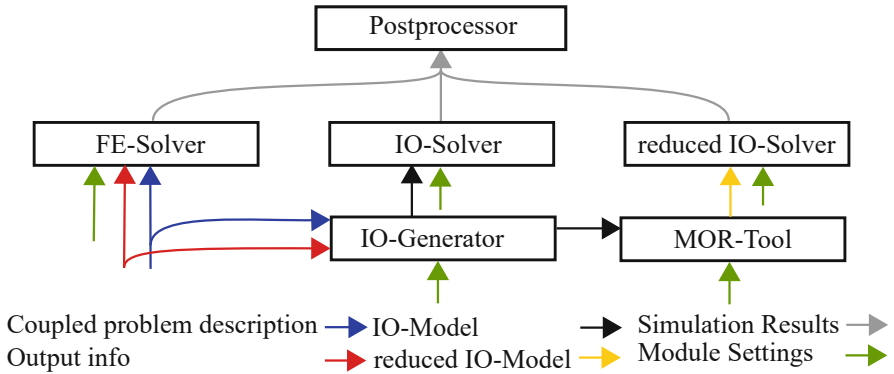 Postprocessor
FE-Solver
IO-Solver
reduced IO-Solver
IO-Generator
MOR-Tool
Coupled problem description
IO-Model
Simulation Results
Output info
reduced IO-Model
Module Settings